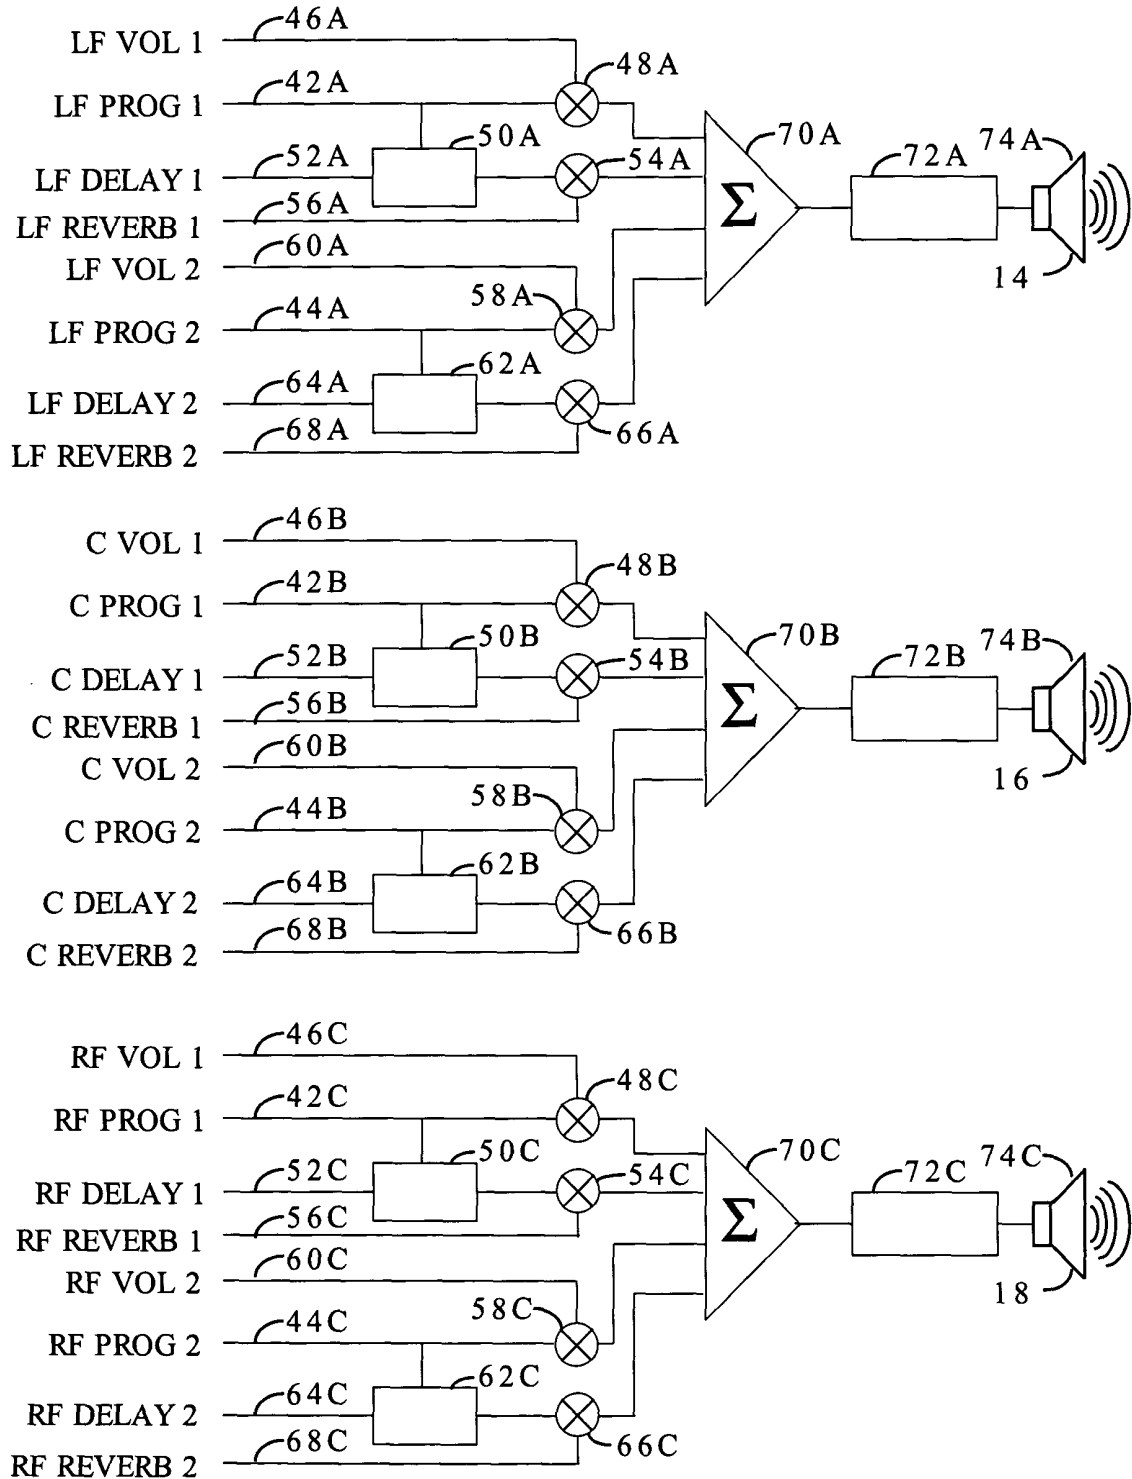 46A
LF VOL 1
48A
42A
LF PROG 1
50A
70A
72A
74A
52A
54A
LF DELAY 1
56A
LF REVERB 1
Σ
60A
LF VOL 2
14
58A
44A
LF PROG 2
62A
64A
LF DELAY 2
68A
66A
LF REVERB 2
46B
C VOL 1
48B
42B
C PROG 1
50B
70B
72B
74B
52B
54B
C DELAY 1
56B
C REVERB 1
Σ
60B
C VOL 2
16
58B
44B
C PROG 2
62B
64B
C DELAY 2
68B
66B
C REVERB 2
46C
RF VOL 1
48C
42C
RF PROG 1
50C
70C
72C
74C
52C
54C
RF DELAY 1
56C
RF REVERB 1
Σ
60C
RF VOL 2
18
58C
44C
RF PROG 2
62C
64C
RF DELAY 2
68C
66C
RF REVERB 2